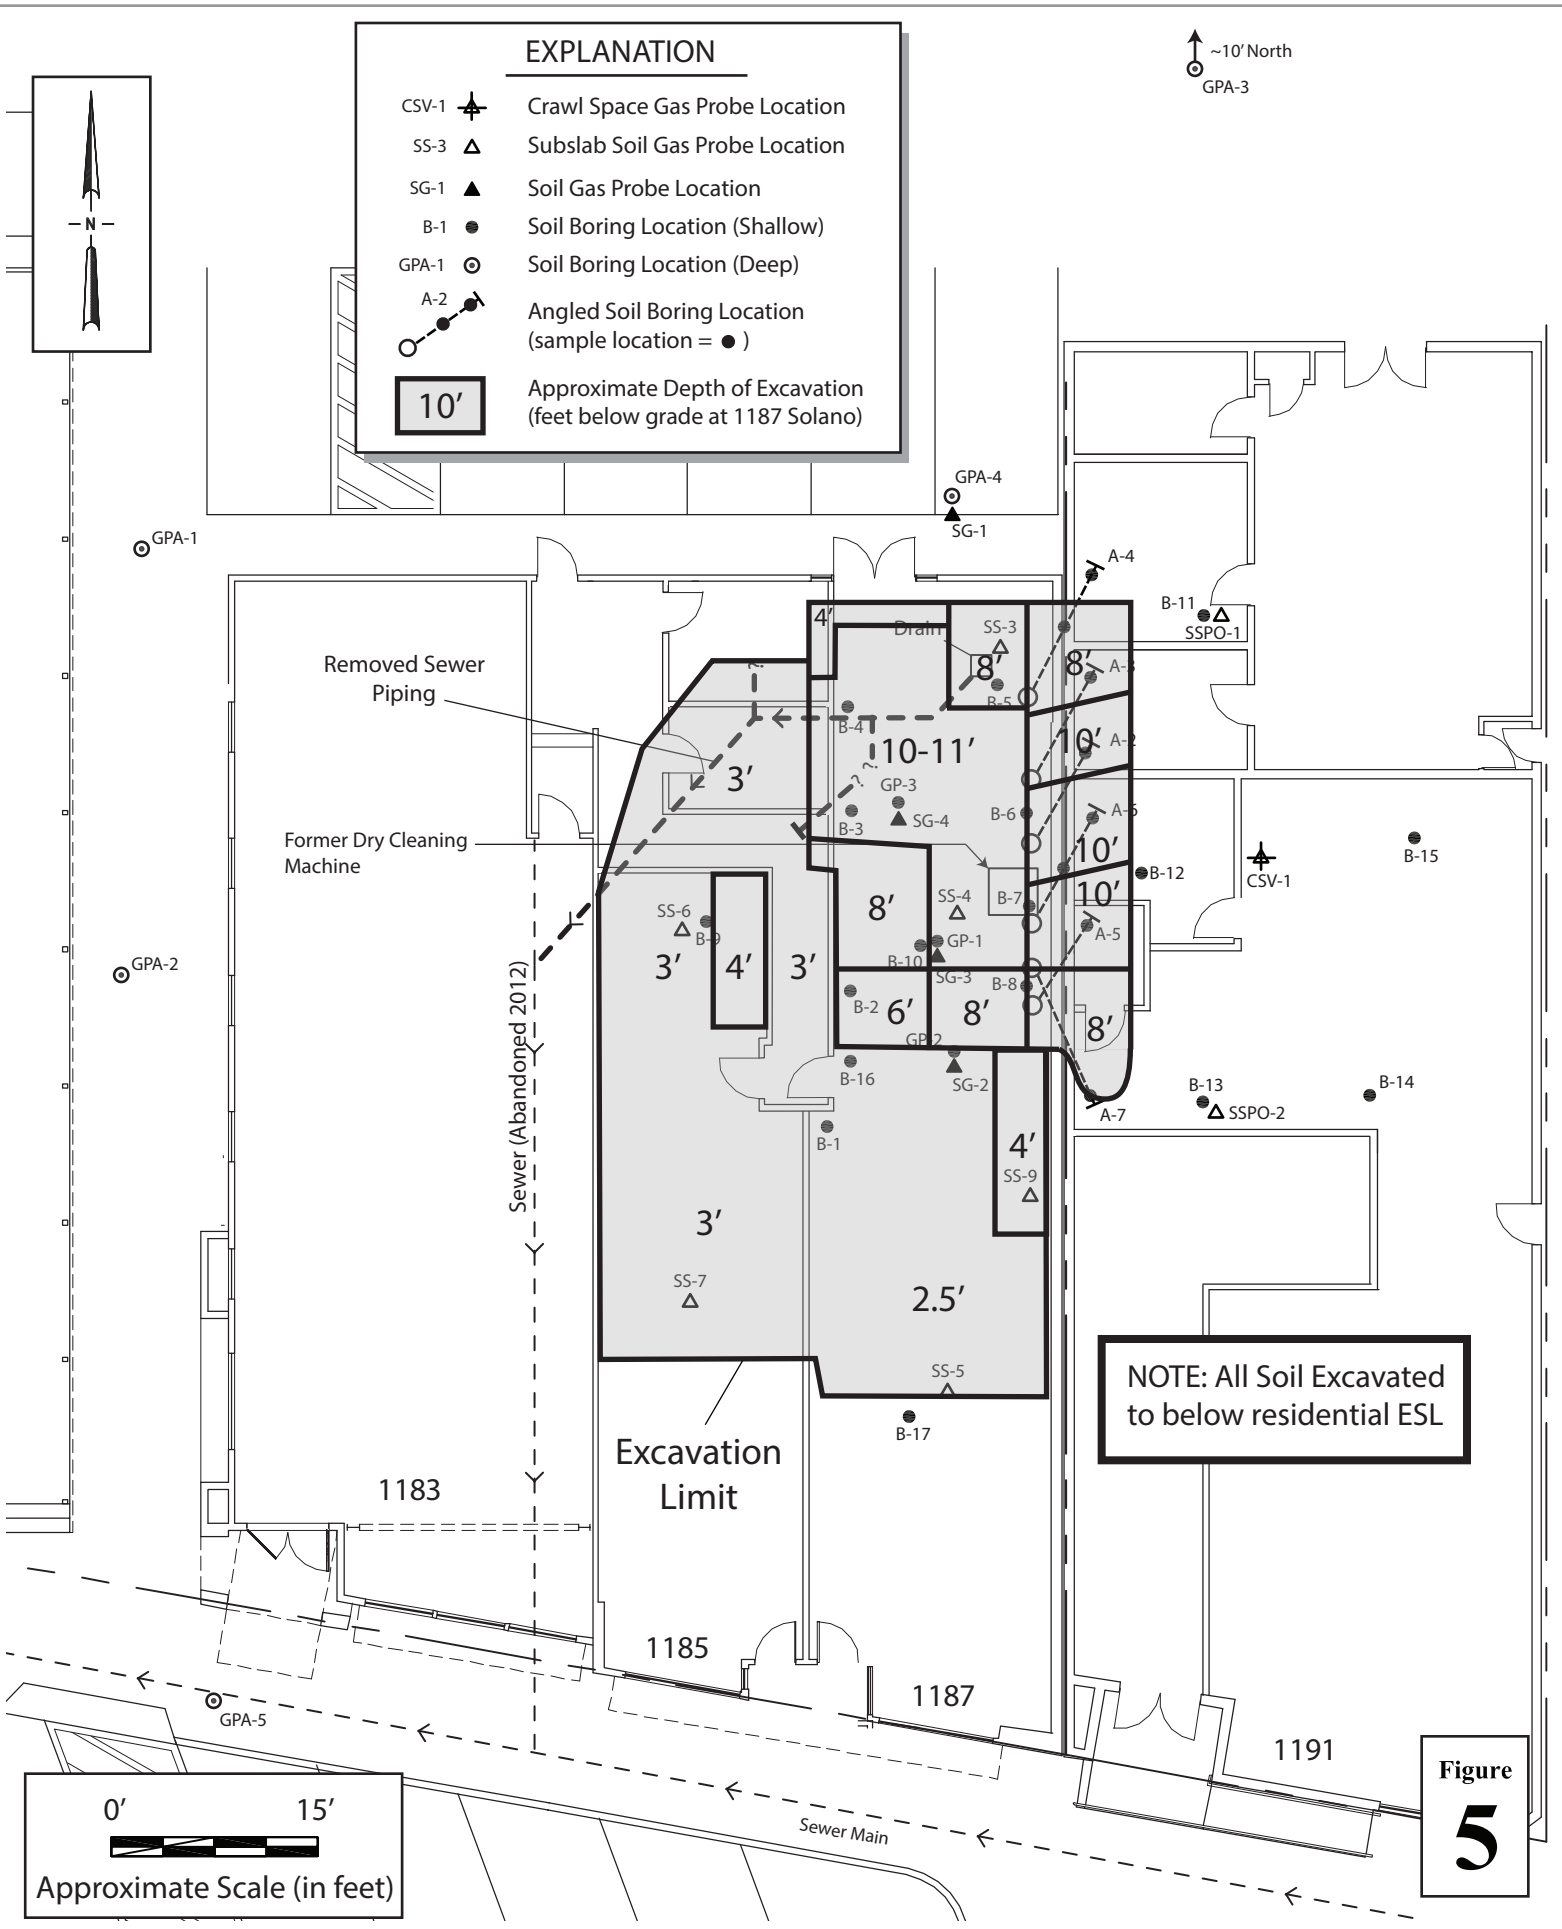 EXPLANATION
CSV-1 Crawl Space Gas Probe Location
SS-3 Subslab Soil Gas Probe Location
SG-1 Soil Gas Probe Location
B-1 Soil Boring Location (Shallow)
GPA-1 Soil Boring Location (Deep)
A-2 Angled Soil Boring Location
(sample location = ● )
10’ Approximate Depth of Excavation
(feet below grade at 1187 Solano)
N
~10’ North
GPA-3
GPA-4
SG-1
GPA-1
A-4
B-11
SSPO-1
4’
Drain
SS-3
8’
B-5
8’
A-3
Removed Sewer
Piping
B-4
10-11’
10’
A-2
?
?
?
3’
GP-3
SG-4
B-3
B-6
A-6
10’
Former Dry Cleaning
Machine
B-15
CSV-1
B-12
8’
SS-4
B-7
10’
SS-6
B-9
3’
4’
3’
GP-1
B-10
SG-3
A-5
GPA-2
Sewer (Abandoned 2012)
B-2
6’
8’
B-8
8’
GP-2
B-16
SG-2
B-13
SSPO-2
B-14
A-7
B-1
4’
SS-9
3’
SS-7
2.5’
SS-5
B-17
NOTE: All Soil Excavated
to below residential ESL
Excavation
Limit
1183
1185
1187
1191
GPA-5
Sewer Main
0’ 15’
Approximate Scale (in feet)
Figure
5